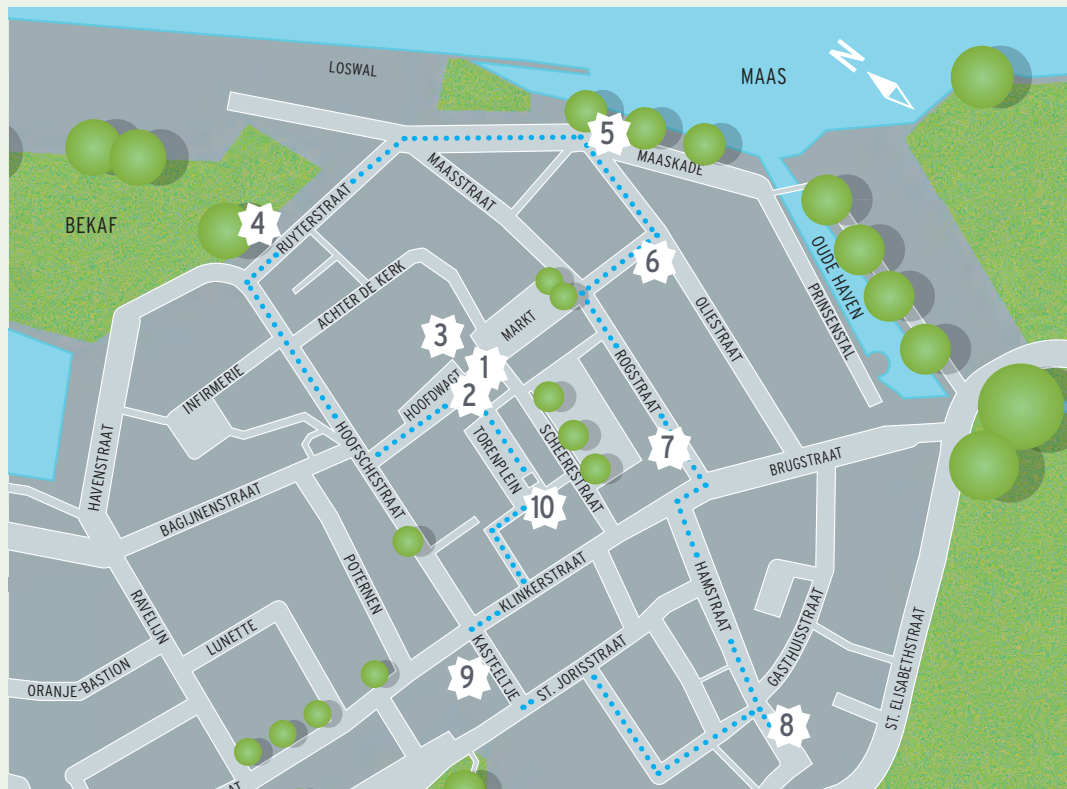 LOSWAL
MAAS
N
5
MAASKADE
MAASSTRAAT
BEKAF
4
RUYTERSTRAAT
6
OUDE HAVEN
ACHTER DE KERK
OLIESTRAAT
PRINSENSTAL
3
MARKT
1
2
HOOFDWAGT
ROGSTRAAT
INFIRMERIE
HAVENSTRAAT
HOOFSCHESTRAAT
TORENPLEIN
SCHEERESTRAAT
7
BRUGSTRAAT
BAGIJNENSTRAAT
10
POTERNEN
KLINKERSTRAAT
HAMSTRAAT
RAVELIJN
LUNETTE
KASTEELTJE
9
ST. JORISSTRAAT
GASTHUISSTRAAT
ST. ELISABETHSTRAAT
ORANJE-BASTION
8